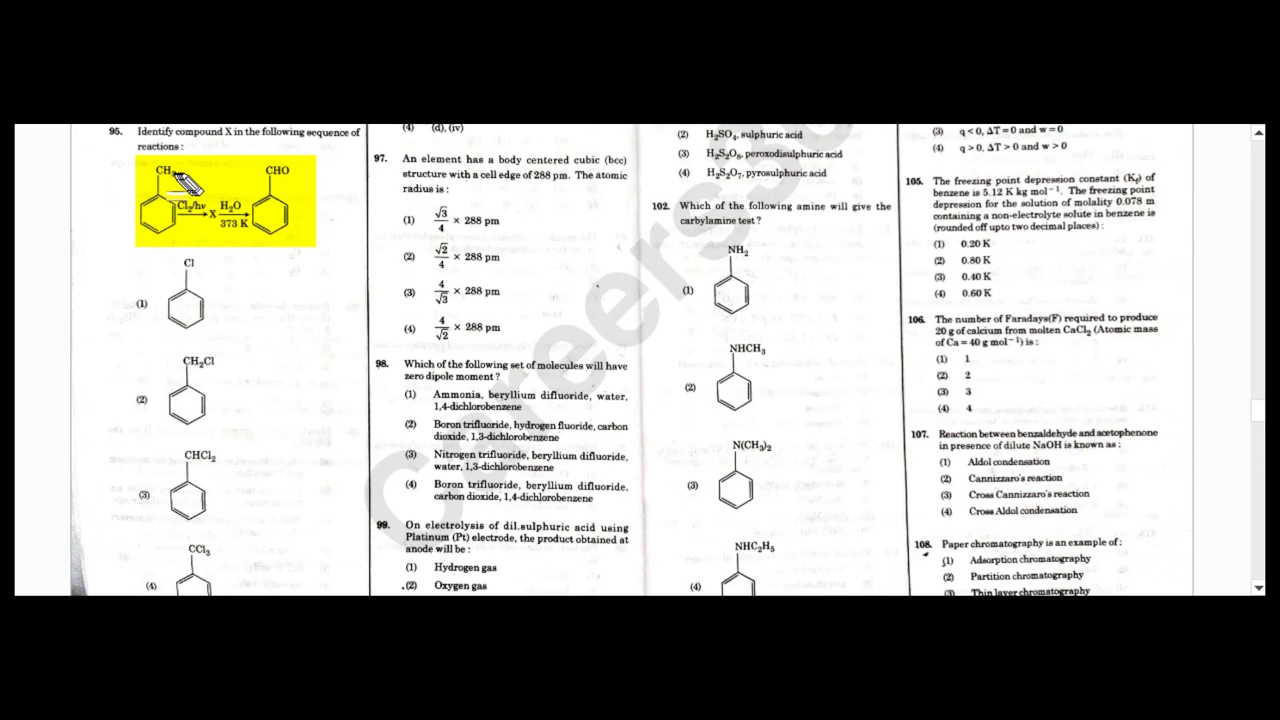 95. Identify compound X in the following sequence of
reactions :
CH₃
CHO
Cl₂/hν
X
H₂O
373 K
(1)
Cl
(2)
CH₂Cl
(3)
CHCl₂
(4)
CCl₃
(4) (d), (iv)
97. An element has a body centered cubic (bcc)
structure with a cell edge of 288 pm. The atomic
radius is :
(1) √3/4 × 288 pm
(2) √2/4 × 288 pm
(3) 4/√3 × 288 pm
(4) 4/√2 × 288 pm
98. Which of the following set of molecules will have
zero dipole moment ?
(1) Ammonia, beryllium difluoride, water,
1,4-dichlorobenzene
(2) Boron trifluoride, hydrogen fluoride, carbon
dioxide, 1,3-dichlorobenzene
(3) Nitrogen trifluoride, beryllium difluoride,
water, 1,3-dichlorobenzene
(4) Boron trifluoride, beryllium difluoride,
carbon dioxide, 1,4-dichlorobenzene
99. On electrolysis of dil.sulphuric acid using
Platinum (Pt) electrode, the product obtained at
anode will be :
(1) Hydrogen gas
(2) Oxygen gas
(2) H₂SO₄, sulphuric acid
(3) H₂S₂O₈, peroxodisulphuric acid
(4) H₂S₂O₇, pyrosulphuric acid
102. Which of the following amine will give the
carbylamine test ?
(1)
NH₂
(2)
NHCH₃
(3)
N(CH₃)₂
(4)
NHC₂H₅
(3) q < 0, ΔT = 0 and w = 0
(4) q > 0, ΔT > 0 and w > 0
105. The freezing point depression constant (Kf) of
benzene is 5.12 K kg mol⁻¹. The freezing point
depression for the solution of molality 0.078 m
containing a non-electrolyte solute in benzene is
(rounded off upto two decimal places) :
(1) 0.20 K
(2) 0.80 K
(3) 0.40 K
(4) 0.60 K
106. The number of Faradays(F) required to produce
20 g of calcium from molten CaCl₂ (Atomic mass
of Ca = 40 g mol⁻¹) is :
(1) 1
(2) 2
(3) 3
(4) 4
107. Reaction between benzaldehyde and acetophenone
in presence of dilute NaOH is known as :
(1) Aldol condensation
(2) Cannizzaro's reaction
(3) Cross Cannizzaro's reaction
(4) Cross Aldol condensation
108. Paper chromatography is an example of :
(1) Adsorption chromatography
(2) Partition chromatography
(3) Thin layer chromatography